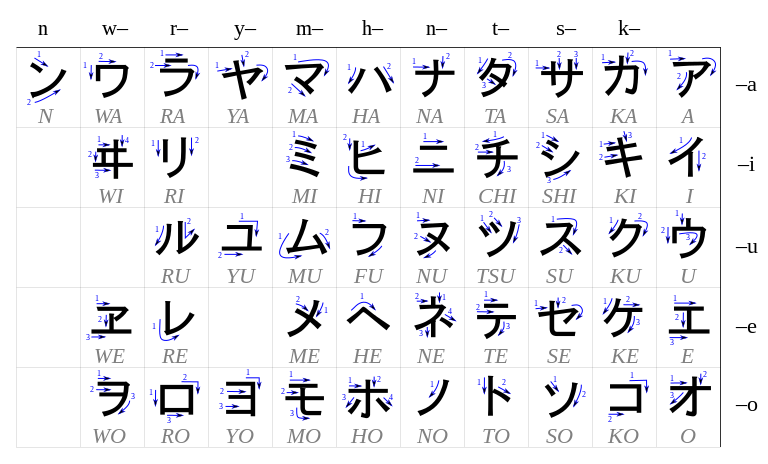 n w– r– y– m– h– n– t– s– k–
ン ワ ラ ヤ マ ハ ナ タ サ カ ア –a
N WA RA YA MA HA NA TA SA KA A
ヰ リ ミ ヒ ニ チ シ キ イ –i
WI RI MI HI NI CHI SHI KI I
ル ユ ム フ ヌ ツ ス ク ウ –u
RU YU MU FU NU TSU SU KU U
ヱ レ メ ヘ ネ テ セ ケ エ –e
WE RE ME HE NE TE SE KE E
ヲ ロ ヨ モ ホ ノ ト ソ コ オ –o
WO RO YO MO HO NO TO SO KO O